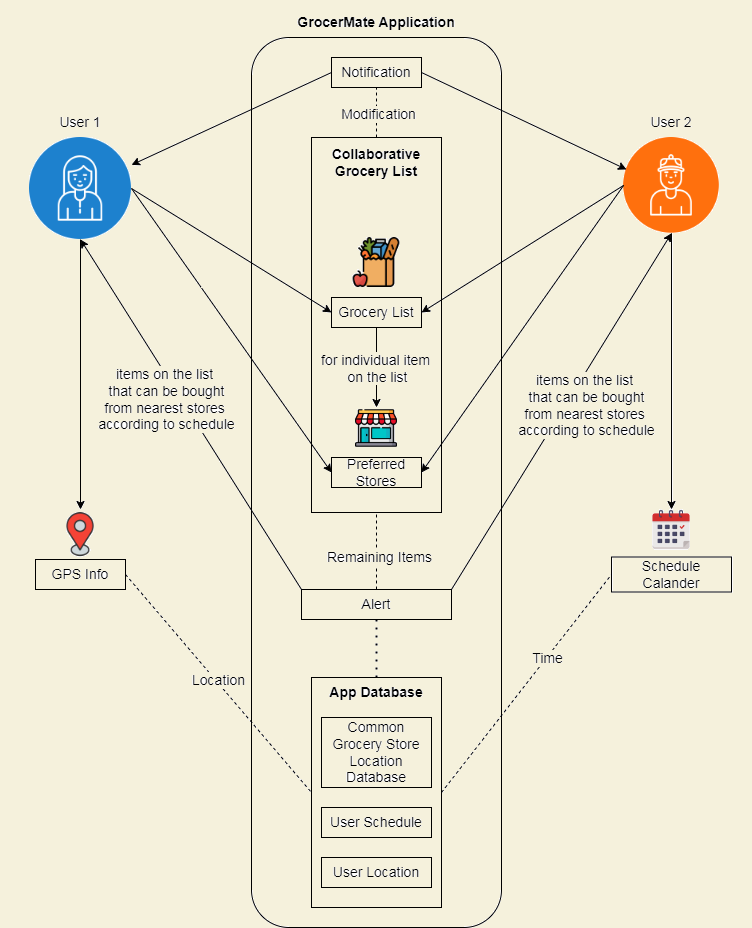 GrocerMate Application
Notification
Modification
User 1
User 2
Collaborative
Grocery List
Grocery List
for individual item
on the list
items on the list
that can be bought
from nearest stores
according to schedule
items on the list
that can be bought
from nearest stores
according to schedule
Preferred
Stores
GPS Info
Remaining Items
Schedule
Calander
Alert
Location
Time
App Database
Common
Grocery Store
Location
Database
User Schedule
User Location